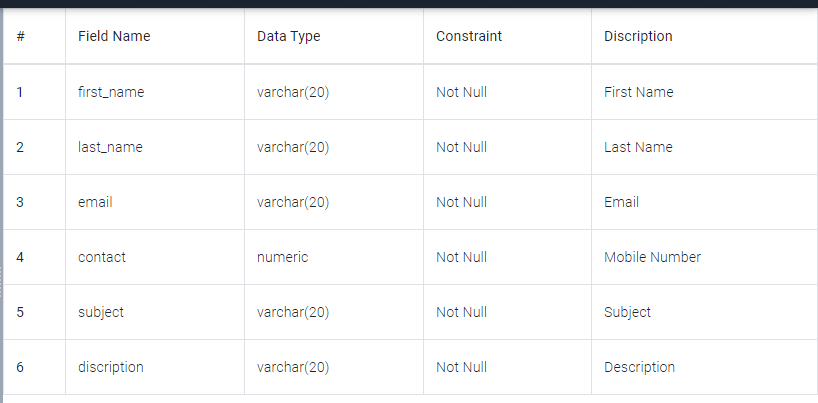 # Field Name Data Type Constraint Discription
1 first_name varchar(20) Not Null First Name
2 last_name varchar(20) Not Null Last Name
3 email varchar(20) Not Null Email
4 contact numeric Not Null Mobile Number
5 subject varchar(20) Not Null Subject
6 discription varchar(20) Not Null Description